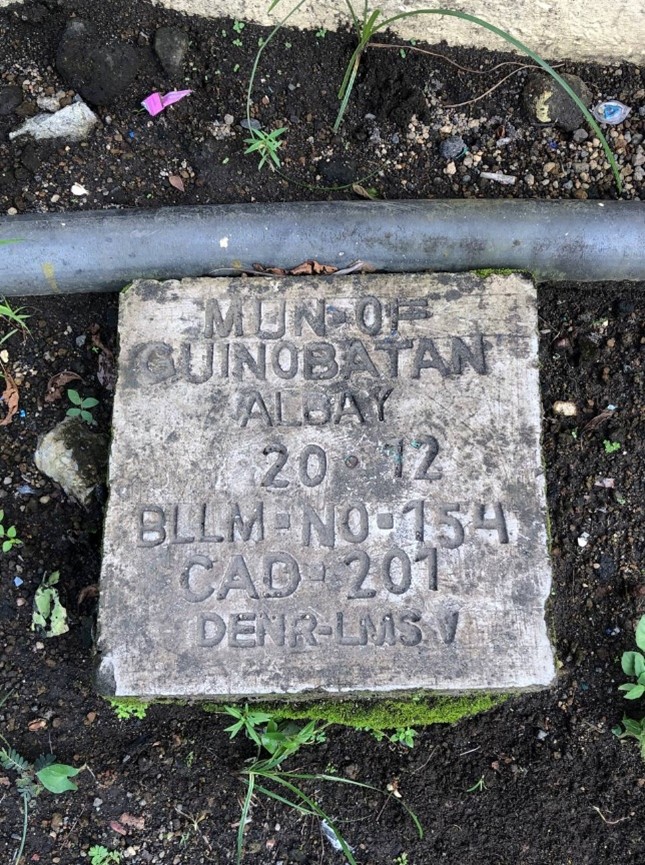 MUN-OF
GUINOBATAN
ALBAY
20 • 12
BLLM-NO-154
CAD-201
DENR-LMS V